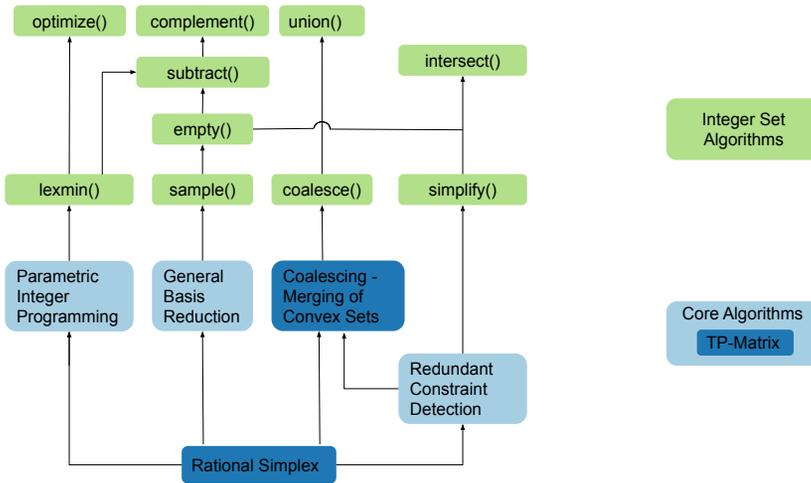 optimize()
complement()
union()
subtract()
intersect()
empty()
Integer Set
Algorithms
lexmin()
sample()
coalesce()
simplify()
Parametric
Integer
Programming
General
Basis
Reduction
Coalescing -
Merging of
Convex Sets
Core Algorithms
TP-Matrix
Redundant
Constraint
Detection
Rational Simplex